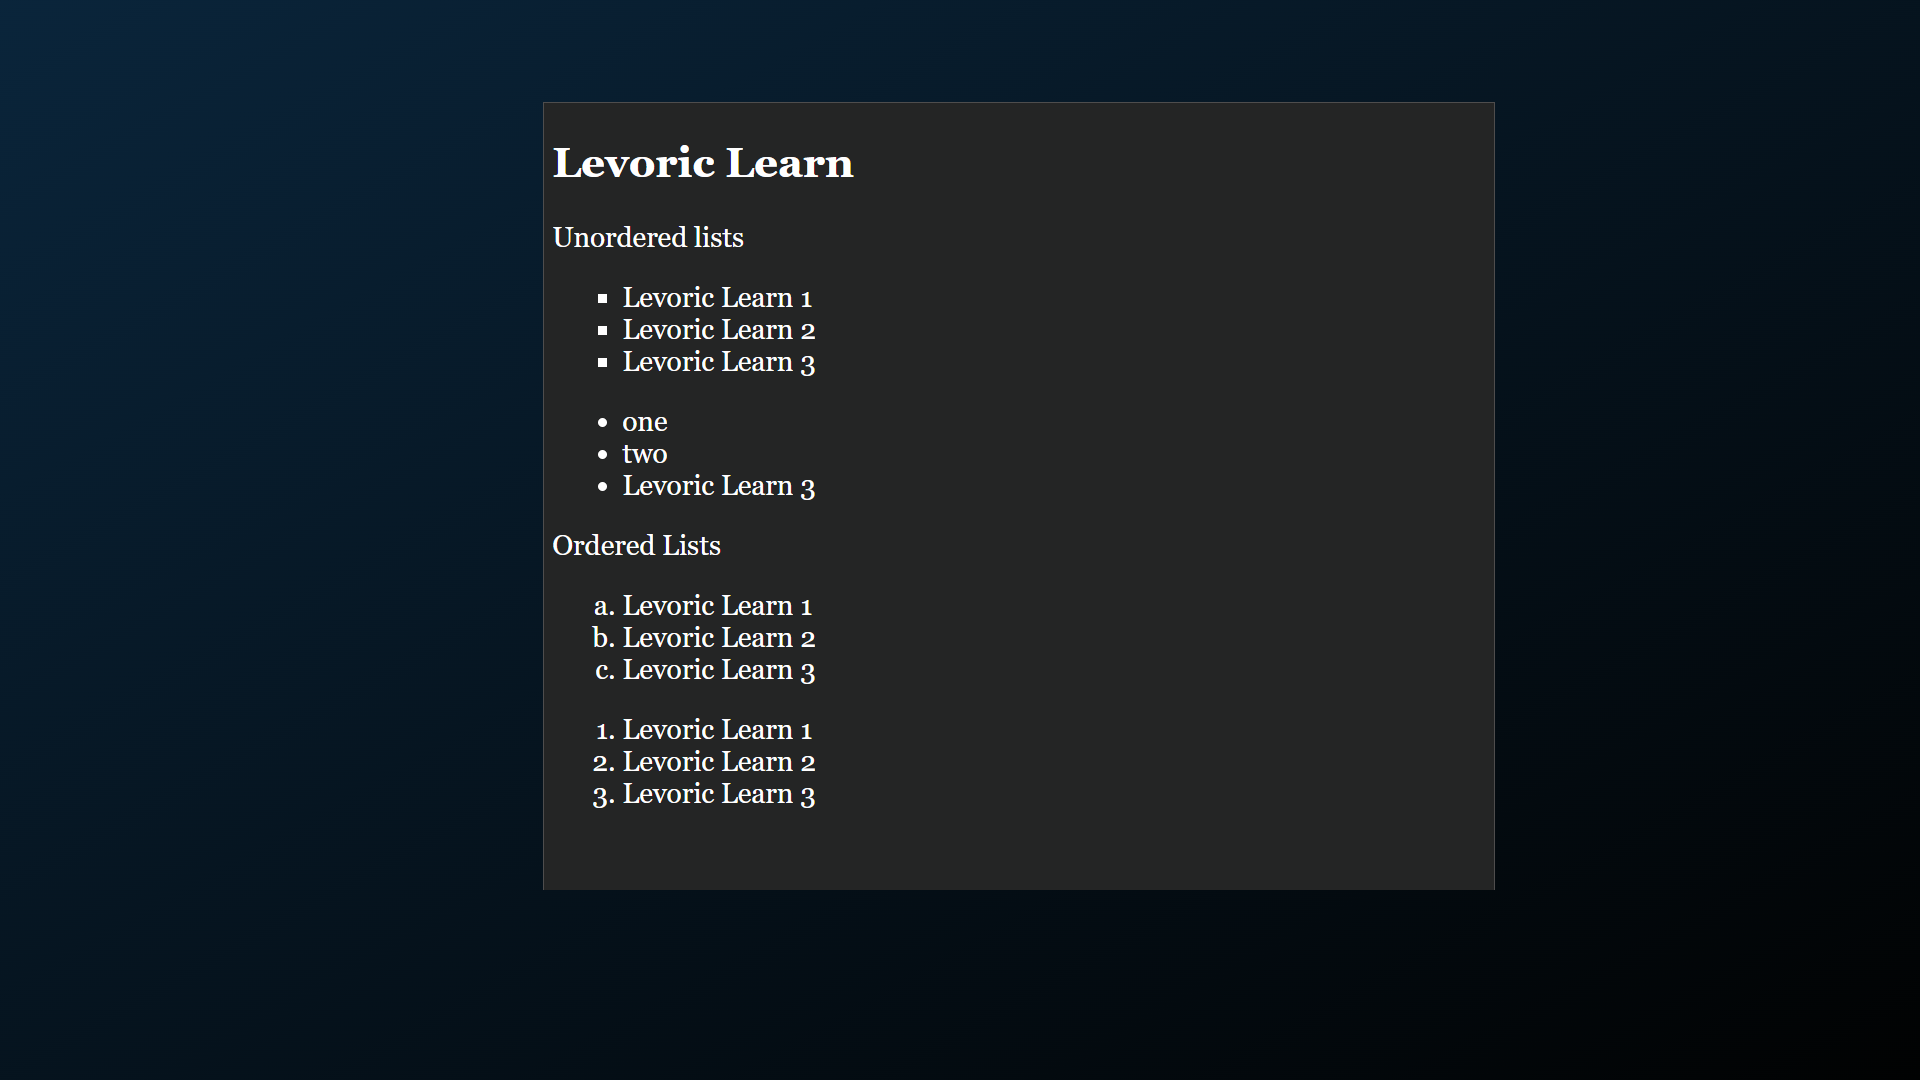 Levoric Learn
Unordered lists
▪ Levoric Learn 1
▪ Levoric Learn 2
▪ Levoric Learn 3
• one
• two
• Levoric Learn 3
Ordered Lists
a. Levoric Learn 1
b. Levoric Learn 2
c. Levoric Learn 3
1. Levoric Learn 1
2. Levoric Learn 2
3. Levoric Learn 3